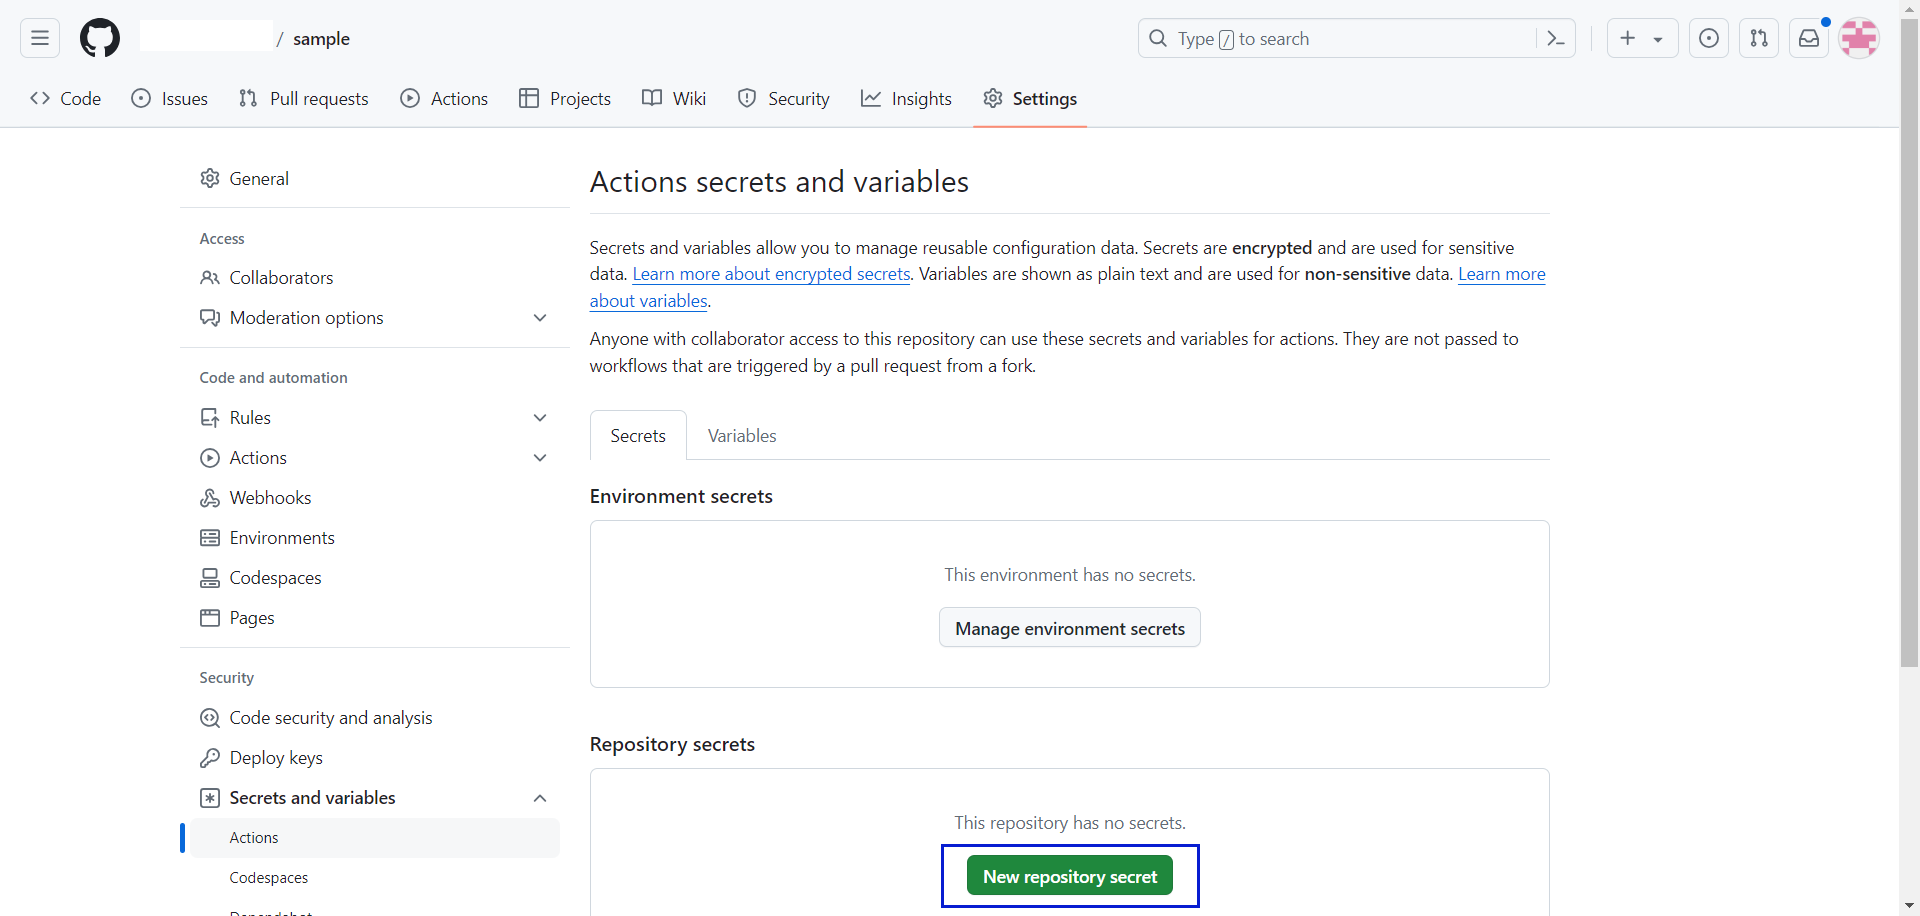 / sample
Type / to search
Code
Issues
Pull requests
Actions
Projects
Wiki
Security
Insights
Settings
General
Access
Collaborators
Moderation options
Code and automation
Rules
Actions
Webhooks
Environments
Codespaces
Pages
Security
Code security and analysis
Deploy keys
Secrets and variables
Actions
Codespaces
Dependabot
Actions secrets and variables
Secrets and variables allow you to manage reusable configuration data. Secrets are encrypted and are used for sensitive
data. Learn more about encrypted secrets. Variables are shown as plain text and are used for non-sensitive data. Learn more
about variables.
Anyone with collaborator access to this repository can use these secrets and variables for actions. They are not passed to
workflows that are triggered by a pull request from a fork.
Secrets
Variables
Environment secrets
This environment has no secrets.
Manage environment secrets
Repository secrets
This repository has no secrets.
New repository secret